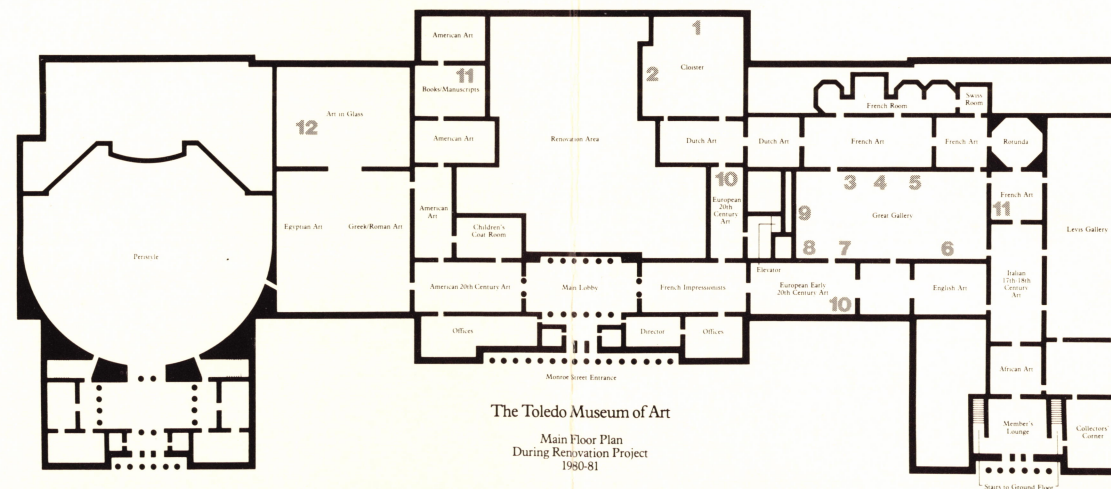 American Art
1
11
Books/Manuscripts
2
Cloister
French Room
Swiss
Room
Art in Glass
12
American Art
Renovation Area
Dutch Art
Dutch Art
French Art
French Art
Rotunda
10
European
20th
Century
Art
3
4
5
French Art
11
American
Art
9
Great Gallery
Levis Gallery
Egyptian Art
Greek/Roman Art
Children's
Coat Room
8
7
6
Peristyle
Elevator
Italian
17th-18th
Century
Art
American 20th Century Art
Main Lobby
French Impressionists
European Early
20th Century Art
10
English Art
Offices
Director
Offices
African Art
Monroe Street Entrance
Member's
Lounge
Collectors'
Corner
Stairs to Ground Floor
The Toledo Museum of Art
Main Floor Plan
During Renovation Project
1980-81